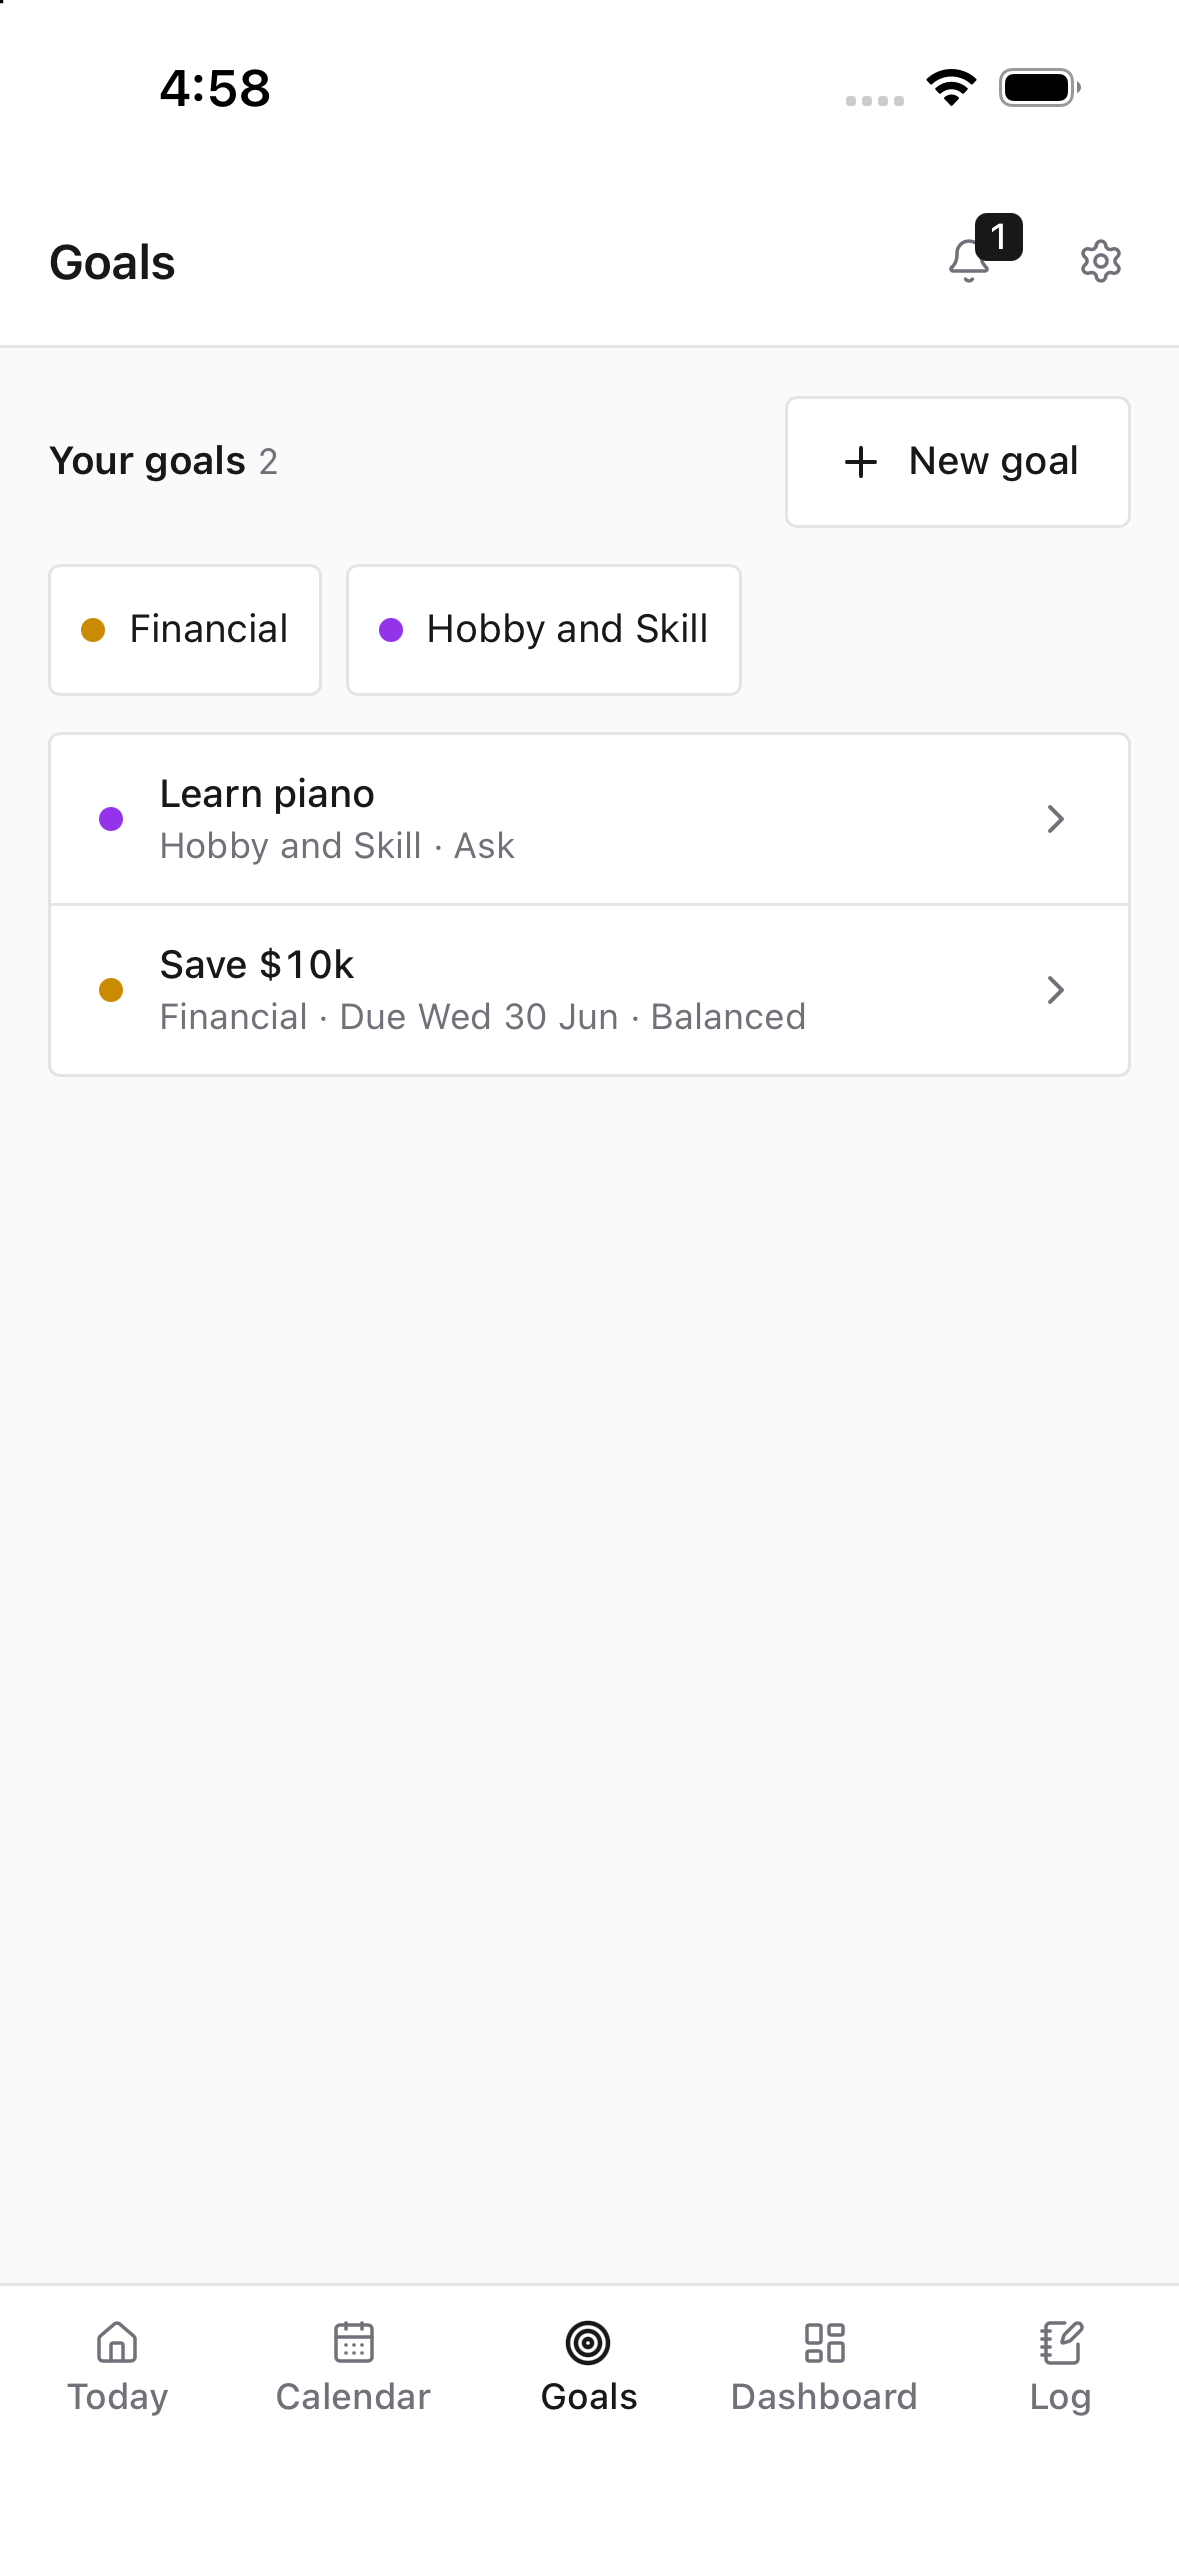 4:58
Goals
1
Your goals 2
New goal
Financial
Hobby and Skill
Learn piano
Hobby and Skill · Ask
Save $10k
Financial · Due Wed 30 Jun · Balanced
Today
Calendar
Goals
Dashboard
Log